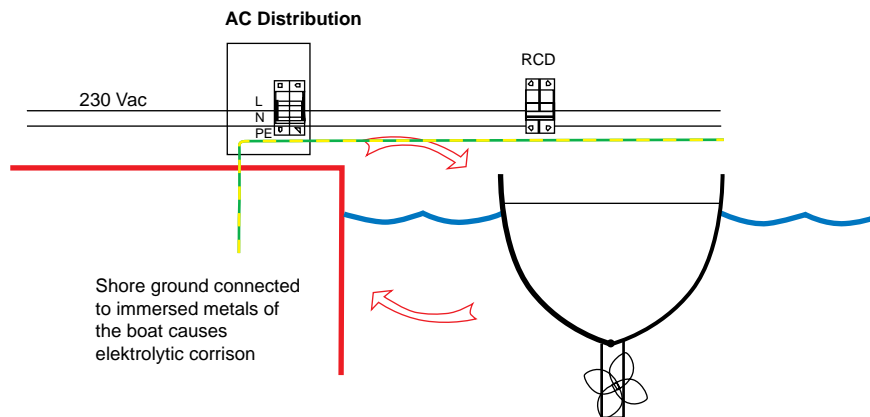 AC Distribution
RCD
230 Vac
L
N
PE
Shore ground connected
to immersed metals of
the boat causes
elektrolytic corrison